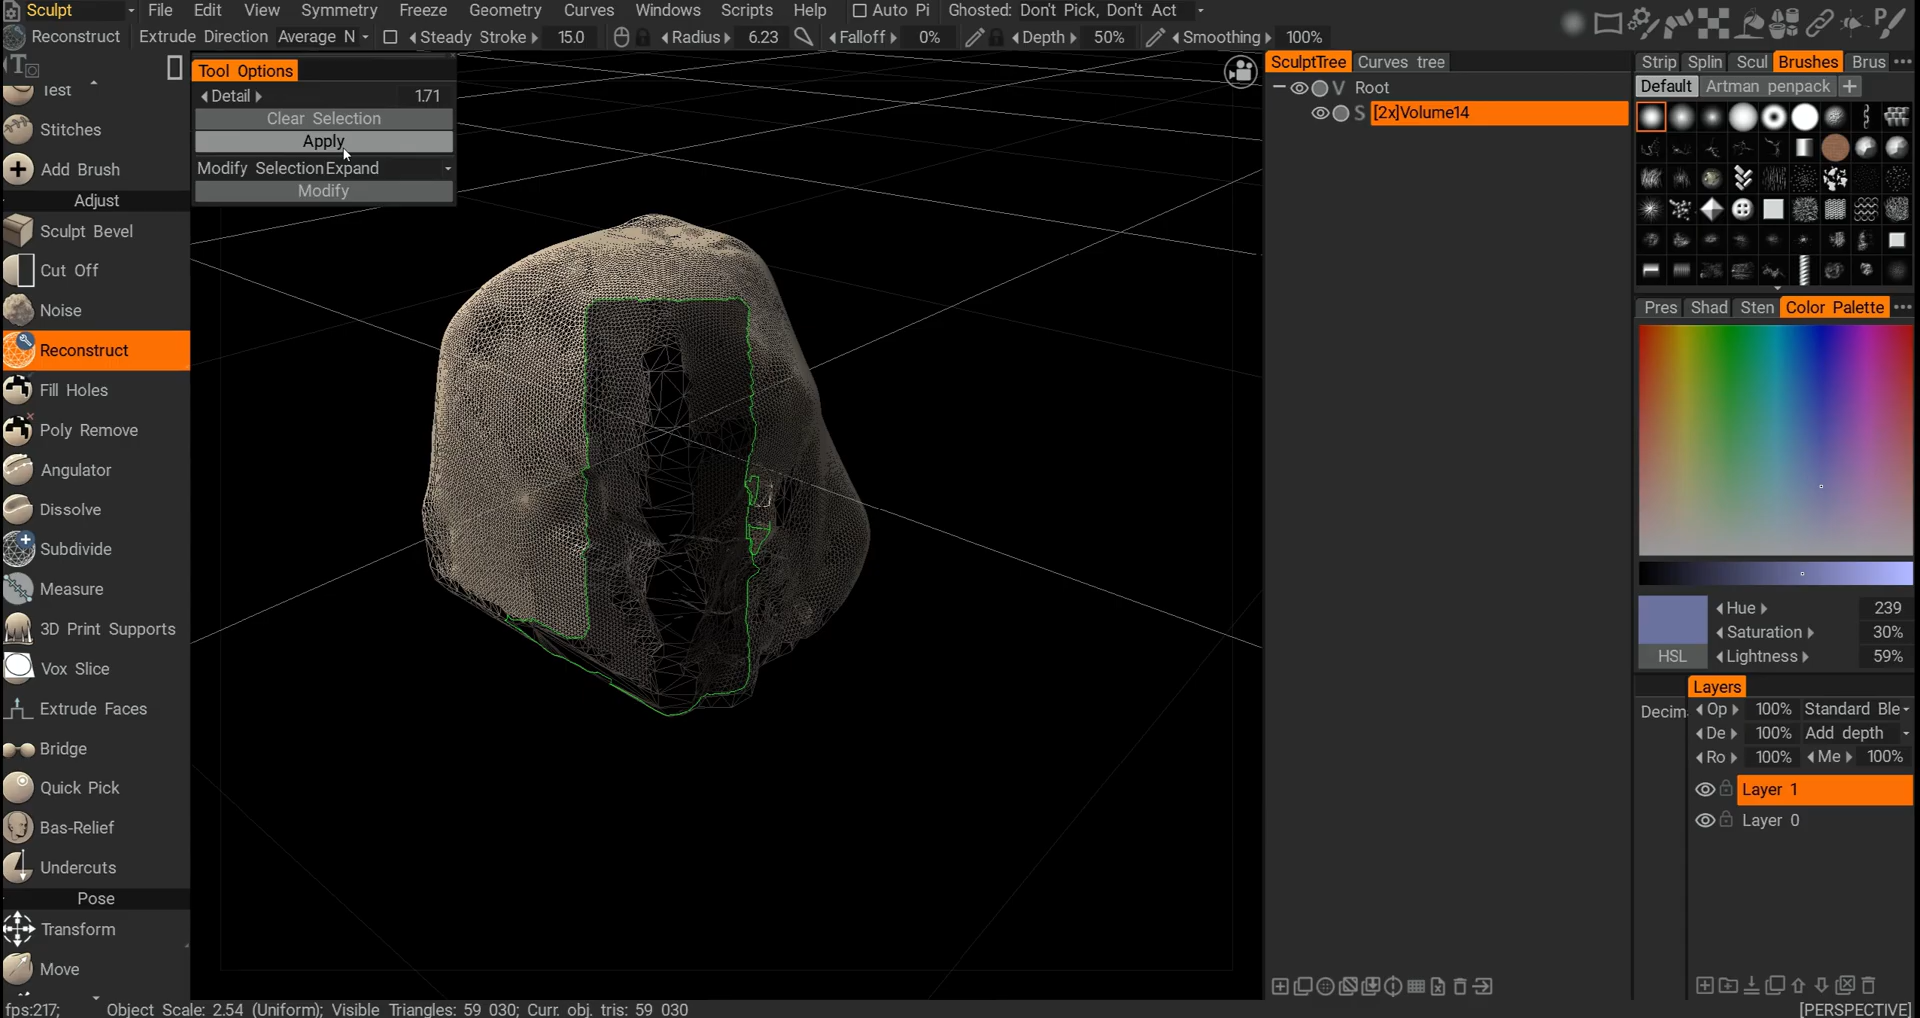 Sculpt File Edit View Symmetry Freeze Geometry Curves Windows Scripts Help Auto Pi Ghosted: Don't Pick, Don't Act
Reconstruct Extrude Direction Average N Steady Stroke 15.0 Radius 6.23 Falloff 0% Depth 50% Smoothing 100%
Test
Stitches
Add Brush
Adjust
Sculpt Bevel
Cut Off
Noise
Reconstruct
Fill Holes
Poly Remove
Angulator
Dissolve
Subdivide
Measure
3D Print Supports
Vox Slice
Extrude Faces
Bridge
Quick Pick
Bas-Relief
Undercuts
Pose
Transform
Move
Tool Options
Detail 1.71
Clear Selection
Apply
Modify Selection Expand
Modify
SculptTree Curves tree
V Root
S [2x]Volume14
Strip Splin Scul Brushes Brus
Default Artman penpack +
Pres Shad Sten Color Palette
Hue 239
Saturation 30%
HSL Lightness 59%
Layers
Decim
Op 100% Standard Ble
De 100% Add depth
Ro 100% Me 100%
Layer 1
Layer 0
fps:217; Object Scale: 2.54 (Uniform); Visible Triangles: 59 030; Curr. obj. tris: 59 030
[PERSPECTIVE]